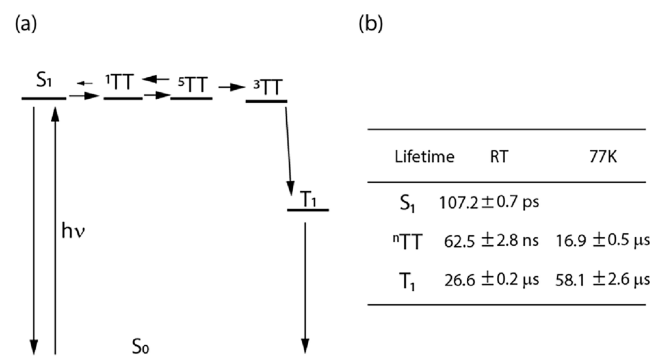 (a)
S₁ ¹TT ⁵TT ³TT
T₁
hν
S₀
(b)
Lifetime RT 77K
S₁ 107.2±0.7 ps
ⁿTT 62.5 ±2.8 ns 16.9 ±0.5 μs
T₁ 26.6 ±0.2 μs 58.1 ±2.6 μs